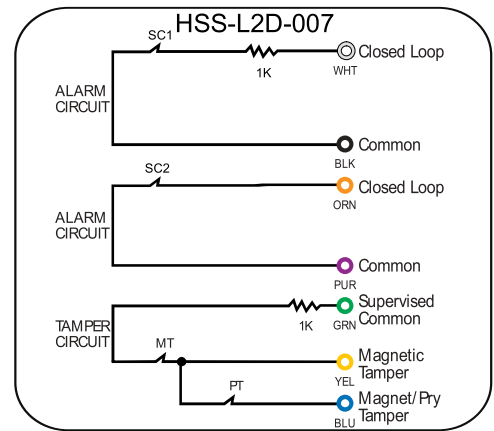 HSS-L2D-007
SC1
Closed Loop
1K
WHT
ALARM
CIRCUIT
Common
BLK
SC2
Closed Loop
ORN
ALARM
CIRCUIT
Common
PUR
Supervised
Common
1K
GRN
TAMPER
CIRCUIT
MT
Magnetic
Tamper
YEL
PT
Magnet/Pry
Tamper
BLU